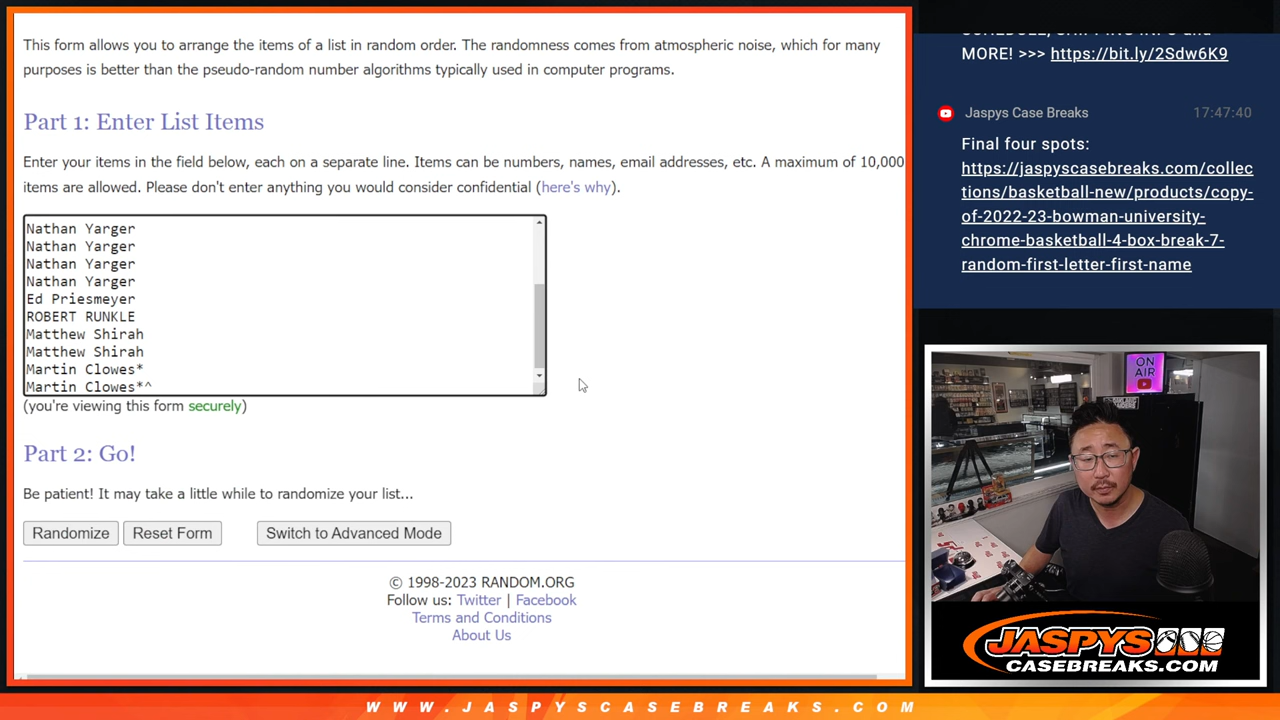 This form allows you to arrange the items of a list in random order. The randomness comes from atmospheric noise, which for many
purposes is better than the pseudo-random number algorithms typically used in computer programs.
Part 1: Enter List Items
Enter your items in the field below, each on a separate line. Items can be numbers, names, email addresses, etc. A maximum of 10,000
items are allowed. Please don't enter anything you would consider confidential (here's why).
Nathan Yarger
Nathan Yarger
Nathan Yarger
Nathan Yarger
Ed Priesmeyer
ROBERT RUNKLE
Matthew Shirah
Matthew Shirah
Martin Clowes*
Martin Clowes*^
(you're viewing this form securely)
Part 2: Go!
Be patient! It may take a little while to randomize your list...
Randomize
Reset Form
Switch to Advanced Mode
© 1998-2023 RANDOM.ORG
Follow us: Twitter | Facebook
Terms and Conditions
About Us
MORE! >>> https://bit.ly/2Sdw6K9
Jaspys Case Breaks 17:47:40
Final four spots:
https://jaspyscasebreaks.com/collec
tions/basketball-new/products/copy-
of-2022-23-bowman-university-
chrome-basketball-4-box-break-7-
random-first-letter-first-name
ON
AIR
JASPYS
CASEBREAKS.COM
WWW.JASPYSCASEBREAKS.COM